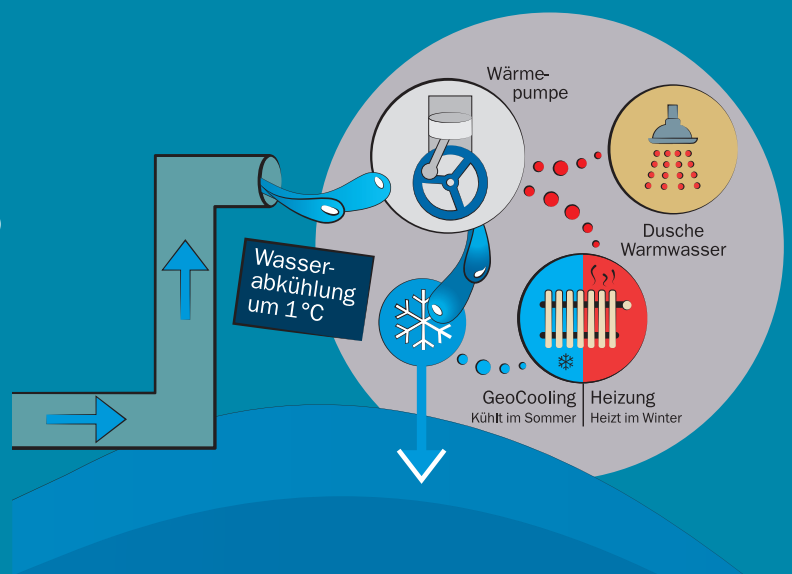 Wärme-
pumpe
Dusche
Warmwasser
Wasser-
abkühlung
um 1°C
GeoCooling
Kühlt im Sommer
Heizung
Heizt im Winter